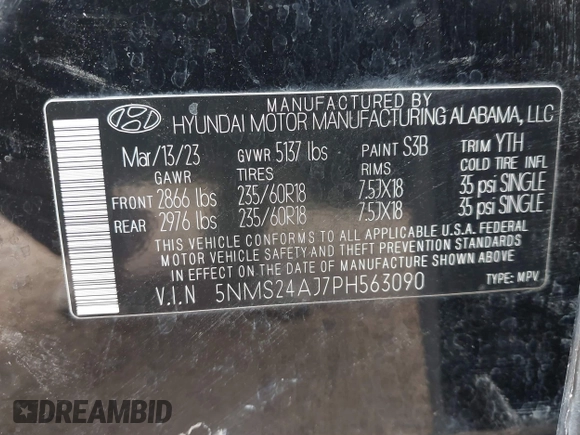 MANUFACTURED BY
HYUNDAI MOTOR MANUFACTURING ALABAMA, LLC
Mar/13/23 GVWR 5137 lbs PAINT S3B TRIM YTH
GAWR TIRES RIMS COLD TIRE INFL
FRONT 2866 lbs 235/60R18 7.5JX18 35 psi SINGLE
REAR 2976 lbs 235/60R18 7.5JX18 35 psi SINGLE
THIS VEHICLE CONFORMS TO ALL APPLICABLE U.S.A. FEDERAL
MOTOR VEHICLE SAFETY AND THEFT PREVENTION STANDARDS
IN EFFECT ON THE DATE OF MANUFACTURE SHOWN ABOVE
V.I.N 5NMS24AJ7PH563090 TYPE: MPV
DREAMBID